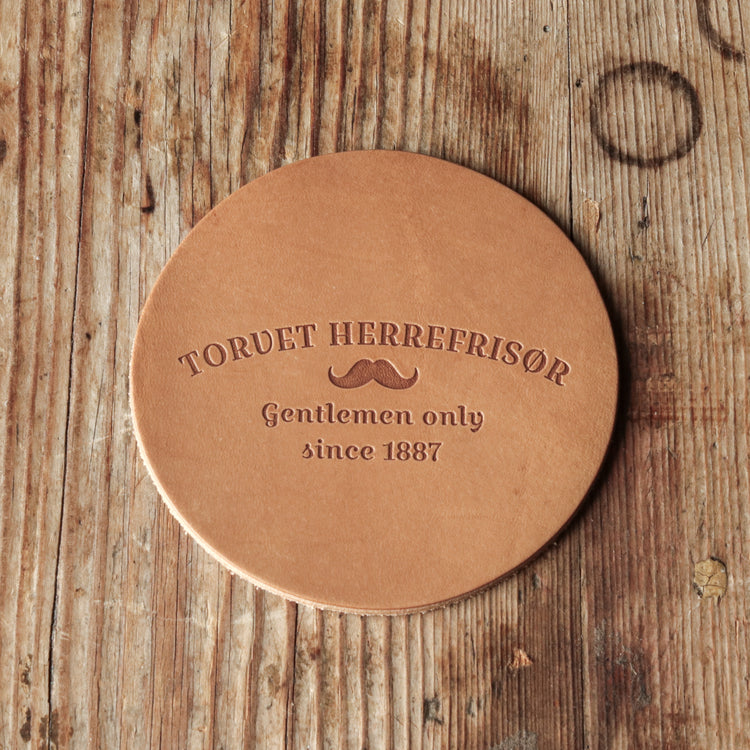 TORVET HERREFRISØR
Gentlemen only
since 1887